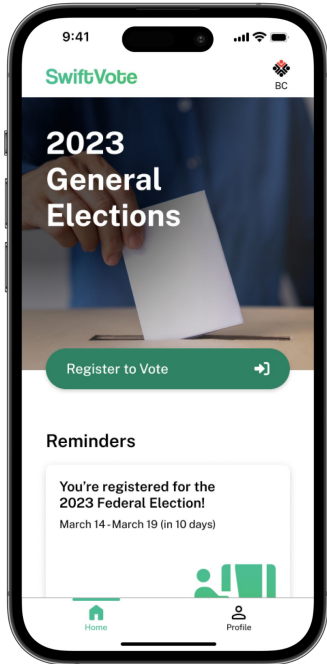 9:41
SwiftVote
BC
2023
General
Elections
Register to Vote
Reminders
You’re registered for the
2023 Federal Election!
March 14 - March 19 (in 10 days)
Home
Profile